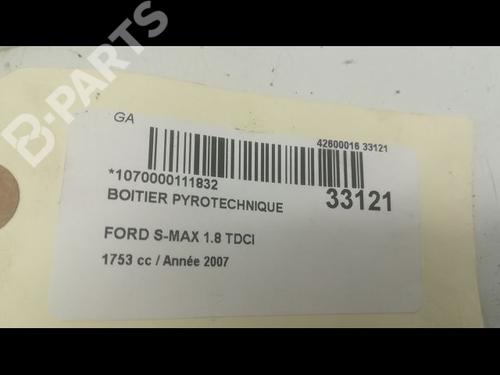 B-PARTS
GA
42600016 33121
*1070000111832
BOITIER PYROTECHNIQUE
33121
FORD S-MAX 1.8 TDCI
1753 cc / Année 2007